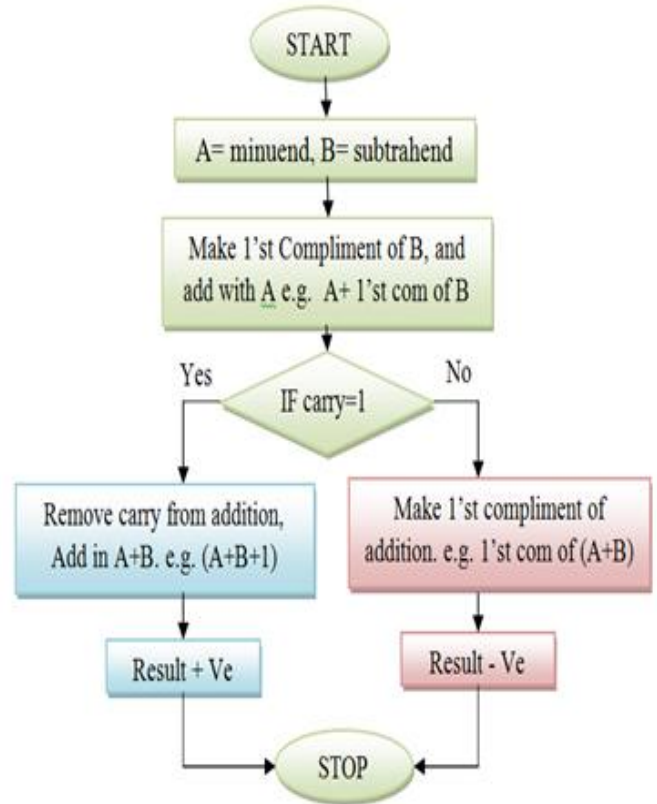 START
A= minuend, B= subtrahend
Make 1’st Compliment of B, and
add with A e.g. A+ 1’st com of B
IF carry=1
Yes
No
Remove carry from addition,
Add in A+B. e.g. (A+B+1)
Make 1’st compliment of
addition. e.g. 1’st com of (A+B)
Result + Ve
Result - Ve
STOP